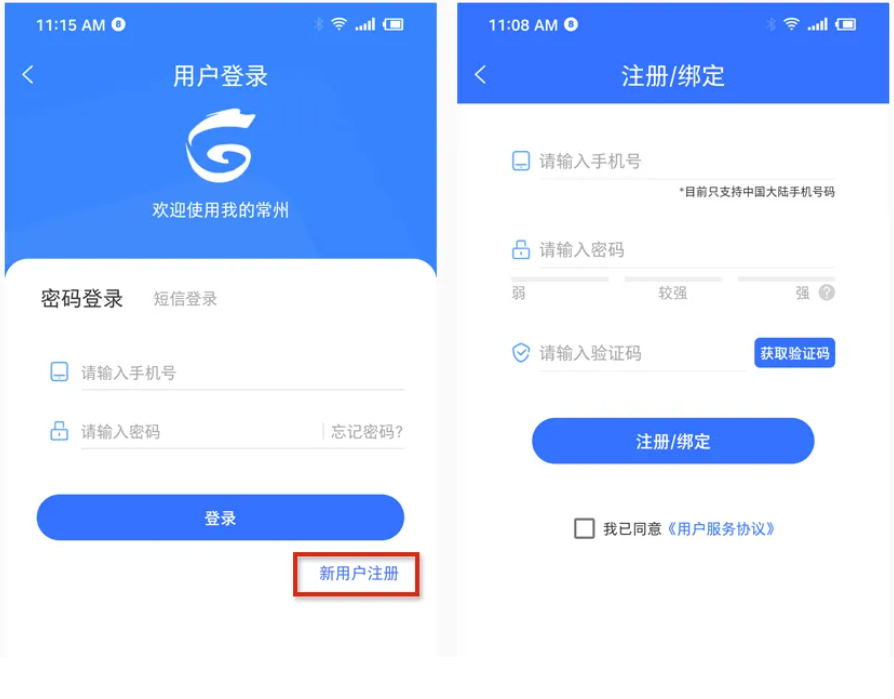 11:15 AM 8
用户登录
欢迎使用我的常州
密码登录 短信登录
请输入手机号
请输入密码 忘记密码?
登录
新用户注册
11:08 AM 8
注册/绑定
请输入手机号
*目前只支持中国大陆手机号码
请输入密码
弱 较强 强 ?
请输入验证码 获取验证码
注册/绑定
我已同意《用户服务协议》